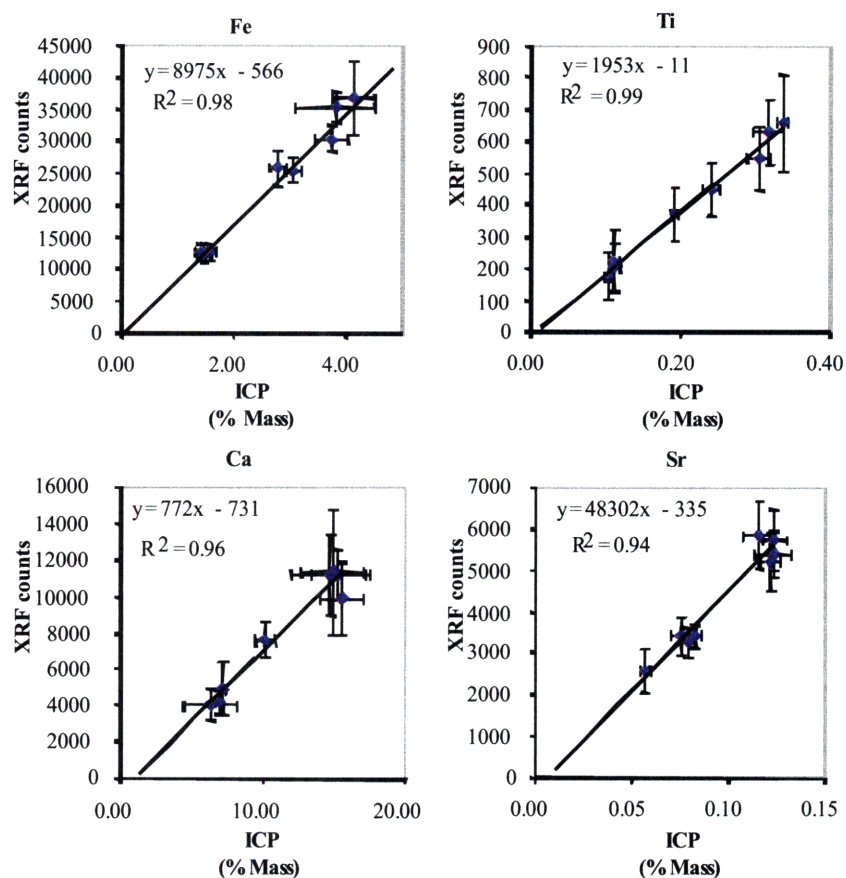 Fe
y=8975x - 566
R2 = 0.98
XRF counts
45000
40000
35000
30000
25000
20000
15000
10000
5000
0
0.00 2.00 4.00
ICP
(% Mass)
Ti
y=1953x - 11
R2 = 0.99
XRF counts
900
800
700
600
500
400
300
200
100
0
0.00 0.20 0.40
ICP
(% Mass)
Ca
y=772x - 731
R2 = 0.96
XRF counts
16000
14000
12000
10000
8000
6000
4000
2000
0
0.00 10.00 20.00
ICP
(% Mass)
Sr
y=48302x - 335
R2 = 0.94
XRF counts
7000
6000
5000
4000
3000
2000
1000
0
0.00 0.05 0.10 0.15
ICP
(% Mass)